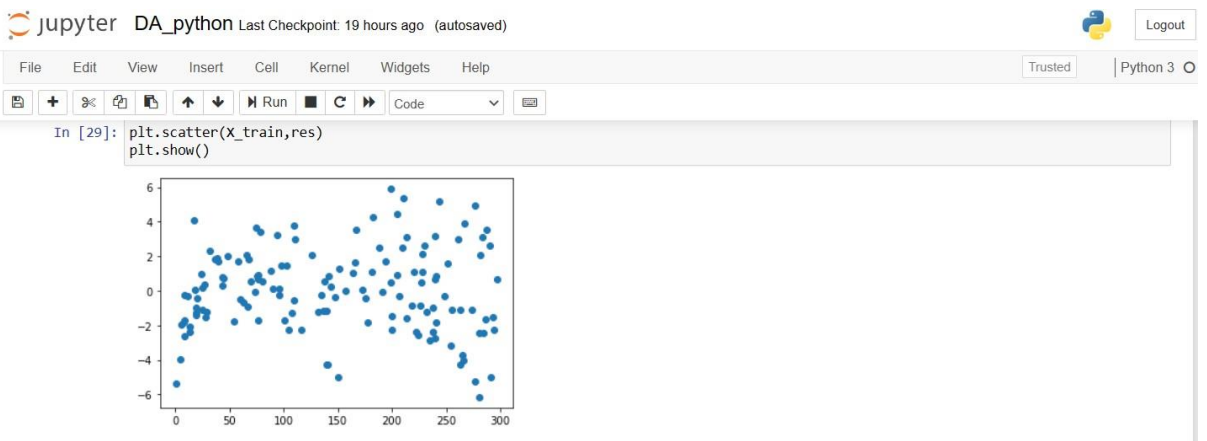 jupyter DA_python Last Checkpoint: 19 hours ago (autosaved)
Logout
File Edit View Insert Cell Kernel Widgets Help
Trusted
Python 3
Run
Code
In [29]: plt.scatter(X_train,res)
plt.show()
6
4
2
0
−2
−4
−6
0 50 100 150 200 250 300